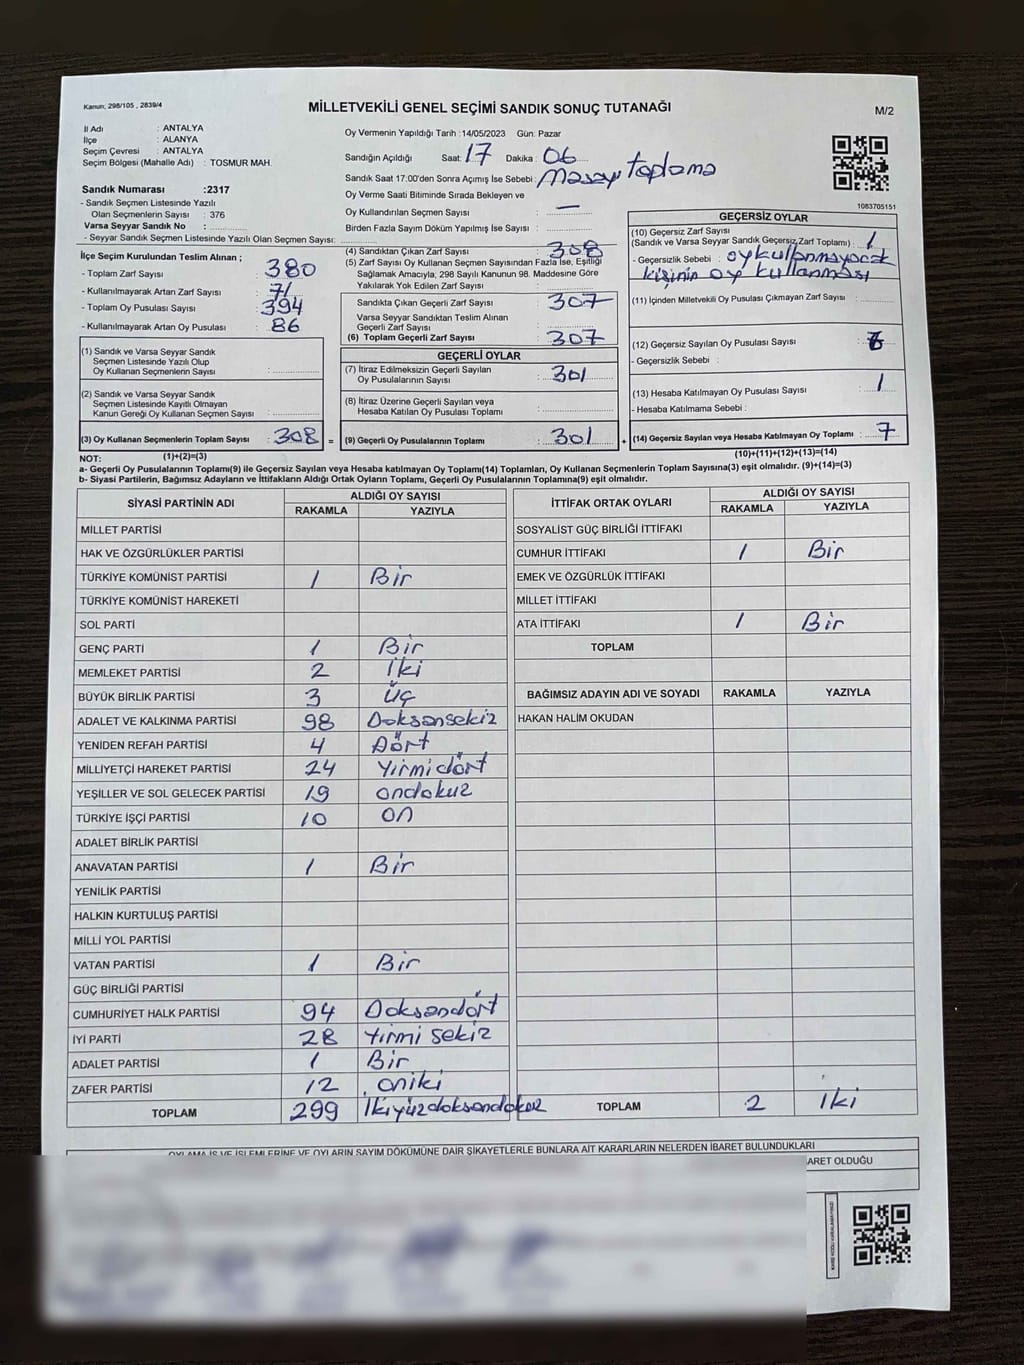 Kanun; 298/105 , 2839/4
MİLLETVEKİLİ GENEL SEÇİMİ SANDIK SONUÇ TUTANAĞI
M/2
İl Adı : ANTALYA
İlçe : ALANYA
Seçim Çevresi : ANTALYA
Seçim Bölgesi (Mahalle Adı) : TOSMUR MAH.
Sandık Numarası :2317
- Sandık Seçmen Listesinde Yazılı
Olan Seçmenlerin Sayısı : 376
Varsa Seyyar Sandık No :
- Seyyar Sandık Seçmen Listesinde Yazılı Olan Seçmen Sayısı:
Oy Vermenin Yapıldığı Tarih :14/05/2023 Gün: Pazar
Sandığın Açıldığı Saat: 17 Dakika : 06
Sandık Saat 17:00'den Sonra Açımış İse Sebebi : Masayı toplama
Oy Verme Saati Bitiminde Sırada Bekleyen ve
Oy Kullandırılan Seçmen Sayısı : —
Birden Fazla Sayım Döküm Yapılmış İse Sayısı :
1083705151
İlçe Seçim Kurulundan Teslim Alınan ;
- Toplam Zarf Sayısı : 380
- Kullanılmayarak Artan Zarf Sayısı : 71
- Toplam Oy Pusulası Sayısı : 394
- Kullanılmayarak Artan Oy Pusulası : 86
(1) Sandık ve Varsa Seyyar Sandık
Seçmen Listesinde Yazılı Olup
Oy Kullanan Seçmenlerin Sayısı :
(2) Sandık ve Varsa Seyyar Sandık
Seçmen Listesinde Kayıtlı Olmayan
Kanun Gereği Oy Kullanan Seçmen Sayısı :
(3) Oy Kullanan Seçmenlerin Toplam Sayısı : 308 =
(1)+(2)=(3)
(4) Sandıktan Çıkan Zarf Sayısı : 308
(5) Zarf Sayısı Oy Kullanan Seçmen Sayısından Fazla İse, Eşitliği
Sağlamak Amacıyla, 298 Sayılı Kanunun 98. Maddesine Göre
Yakılarak Yok Edilen Zarf Sayısı :
Sandıkta Çıkan Geçerli Zarf Sayısı : 307
Varsa Seyyar Sandıktan Teslim Alınan
Geçerli Zarf Sayısı :
(6) Toplam Geçerli Zarf Sayısı : 307
GEÇERLİ OYLAR
(7) İtiraz Edilmeksizin Geçerli Sayılan
Oy Pusulalarının Sayısı : 301
(8) İtiraz Üzerine Geçerli Sayılan veya
Hesaba Katılan Oy Pusulası Toplamı :
(9) Geçerli Oy Pusulalarının Toplamı : 301 +
GEÇERSİZ OYLAR
(10) Geçersiz Zarf Sayısı
(Sandık ve Varsa Seyyar Sandık Geçersiz Zarf Toplamı) : 1
- Geçersizlik Sebebi : oy kullanmayacak
kişinin oy kullanması
(11) İçinden Milletvekili Oy Pusulası Çıkmayan Zarf Sayısı :
(12) Geçersiz Sayılan Oy Pusulası Sayısı :
- Geçersizlik Sebebi :
(13) Hesaba Katılmayan Oy Pusulası Sayısı : 1
- Hesaba Katılmama Sebebi :
(14) Geçersiz Sayılan veya Hesaba Katılmayan Oy Toplamı : 7
(10)+(11)+(12)+(13)=(14)
NOT:
a- Geçerli Oy Pusulalarının Toplamı(9) ile Geçersiz Sayılan veya Hesaba katılmayan Oy Toplamı(14) Toplamları, Oy Kullanan Seçmenlerin Toplam Sayısına(3) eşit olmalıdır. (9)+(14)=(3)
b- Siyasi Partilerin, Bağımsız Adayların ve İttifakların Aldığı Ortak Oyların Toplamı, Geçerli Oy Pusulalarının Toplamına(9) eşit olmalıdır.
SİYASİ PARTİNİN ADI
ALDIĞI OY SAYISI
RAKAMLA YAZIYLA
MİLLET PARTİSİ
HAK VE ÖZGÜRLÜKLER PARTİSİ
TÜRKİYE KOMÜNİST PARTİSİ 1 Bir
TÜRKİYE KOMÜNİST HAREKETİ
SOL PARTİ
GENÇ PARTİ 1 Bir
MEMLEKET PARTİSİ 2 İki
BÜYÜK BİRLİK PARTİSİ 3 Üç
ADALET VE KALKINMA PARTİSİ 98 Doksansekiz
YENİDEN REFAH PARTİSİ 4 Dört
MİLLİYETÇİ HAREKET PARTİSİ 24 Yirmidört
YEŞİLLER VE SOL GELECEK PARTİSİ 19 ondokuz
TÜRKİYE İŞÇİ PARTİSİ 10 on
ADALET BİRLİK PARTİSİ
ANAVATAN PARTİSİ 1 Bir
YENİLİK PARTİSİ
HALKIN KURTULUŞ PARTİSİ
MİLLİ YOL PARTİSİ
VATAN PARTİSİ 1 Bir
GÜÇ BİRLİĞİ PARTİSİ
CUMHURİYET HALK PARTİSİ 94 Doksandört
İYİ PARTİ 28 Yirmi sekiz
ADALET PARTİSİ 1 Bir
ZAFER PARTİSİ 12 oniki
TOPLAM 299 İkiyüzdoksandokuz
İTTİFAK ORTAK OYLARI
ALDIĞI OY SAYISI
RAKAMLA YAZIYLA
SOSYALİST GÜÇ BİRLİĞİ İTTİFAKI
CUMHUR İTTİFAKI 1 Bir
EMEK VE ÖZGÜRLÜK İTTİFAKI
MİLLET İTTİFAKI
ATA İTTİFAKI 1 Bir
TOPLAM
BAĞIMSIZ ADAYIN ADI VE SOYADI RAKAMLA YAZIYLA
HAKAN HALİM OKUDAN
TOPLAM 2 İki
OYLAMA İŞ VE İŞLEMLERİNE VE OYLARIN SAYIM DÖKÜMÜNE DAİR ŞİKAYETLERLE BUNLARA AİT KARARLARIN NELERDEN İBARET BULUNDUKLARI
ARET OLDUĞU